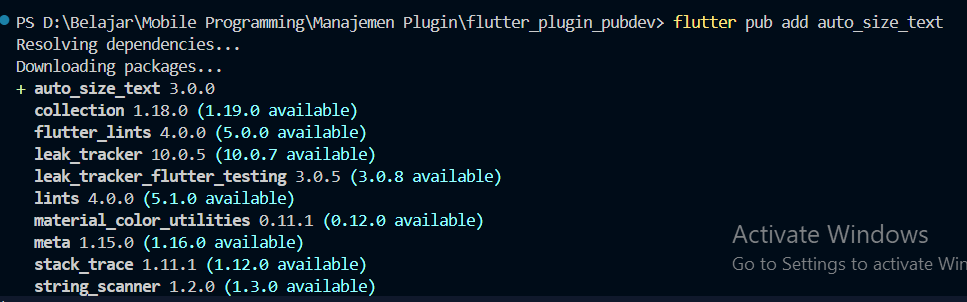 PS D:\Belajar\Mobile Programming\Manajemen Plugin\flutter_plugin_pubdev> flutter pub add auto_size_text
Resolving dependencies...
Downloading packages...
+ auto_size_text 3.0.0
  collection 1.18.0 (1.19.0 available)
  flutter_lints 4.0.0 (5.0.0 available)
  leak_tracker 10.0.5 (10.0.7 available)
  leak_tracker_flutter_testing 3.0.5 (3.0.8 available)
  lints 4.0.0 (5.1.0 available)
  material_color_utilities 0.11.1 (0.12.0 available)
  meta 1.15.0 (1.16.0 available)
  stack_trace 1.11.1 (1.12.0 available)
  string_scanner 1.2.0 (1.3.0 available)
Activate Windows
Go to Settings to activate Win